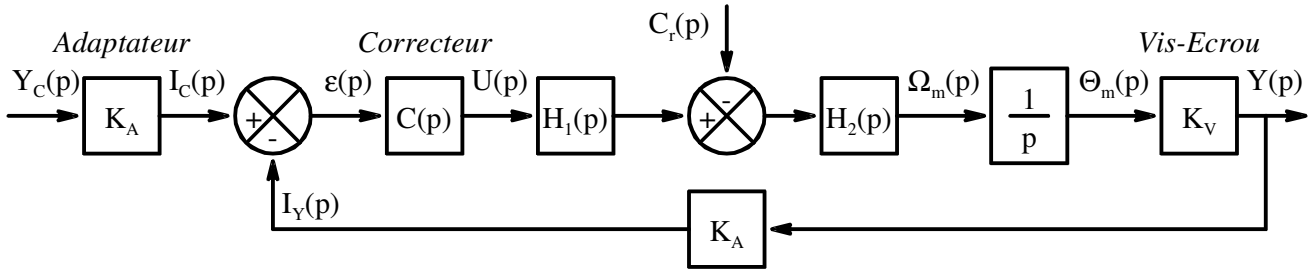 Adaptateur
Correcteur
C_r(p)
Vis-Ecrou
Y_C(p)
I_C(p)
ε(p)
U(p)
Ω_m(p)
Θ_m(p)
Y(p)
K_A
+
-
C(p)
H_1(p)
-
+
H_2(p)
1
p
K_V
I_Y(p)
K_A